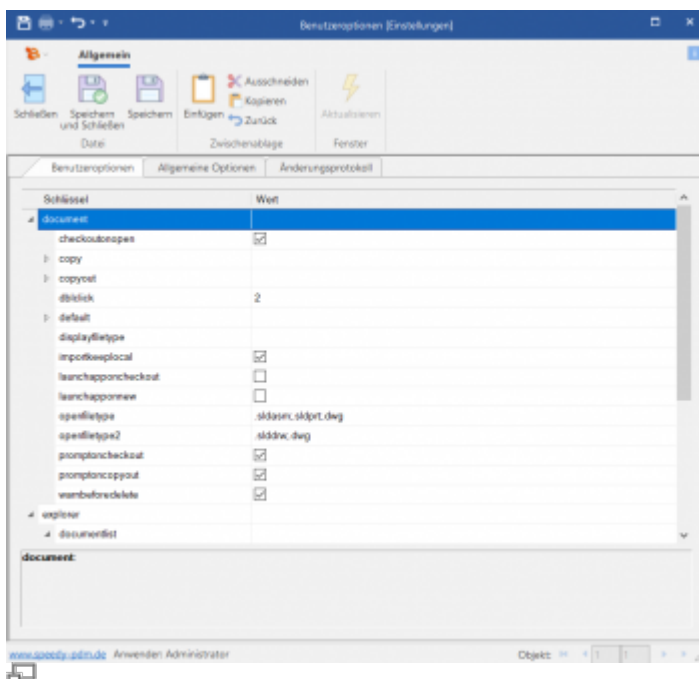 Benutzeroptionen [Einstellungen]
Allgemein
Schließen
Speichern und Schließen
Speichern
Einfügen
Ausschneiden
Kopieren
Zurück
Aktualisieren
Datei
Zwischenablage
Fenster
Benutzeroptionen
Allgemeine Optionen
Änderungsprotokoll
Schlüssel Wert
document
checkoutonopen
copy
copyout
dblclick 2
default
displayfiletype
importkeeplocal
launchapponcheckout
launchapponnew
openfiletype .sldasm;.sldprt;.dwg
openfiletype2 .slddrw;.dwg
promptoncheckout
promptoncopyout
warnbeforedelete
explorer
documentlist
document:
www.speedy-pdm.de Anwender: Administrator
Objekt: 1 1